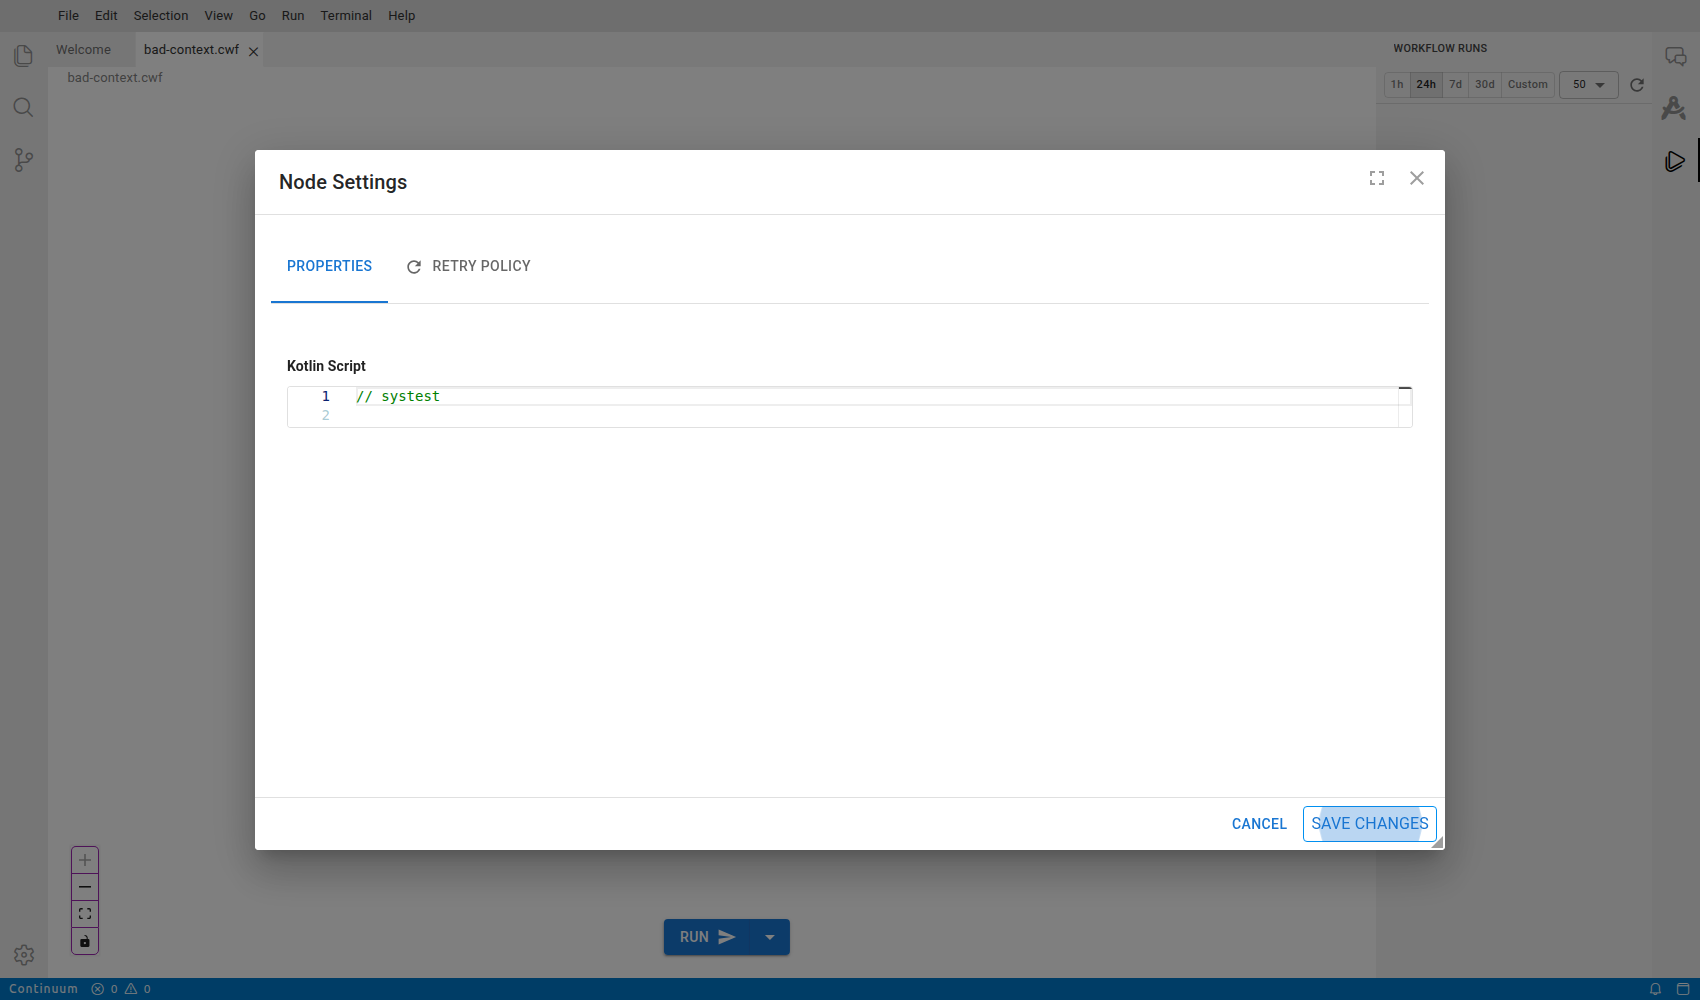 File Edit Selection View Go Run Terminal Help
Welcome bad-context.cwf
bad-context.cwf
WORKFLOW RUNS
1h 24h 7d 30d Custom 50
Node Settings
PROPERTIES RETRY POLICY
Kotlin Script
1 // systest
2
CANCEL SAVE CHANGES
RUN
Continuum 0 0